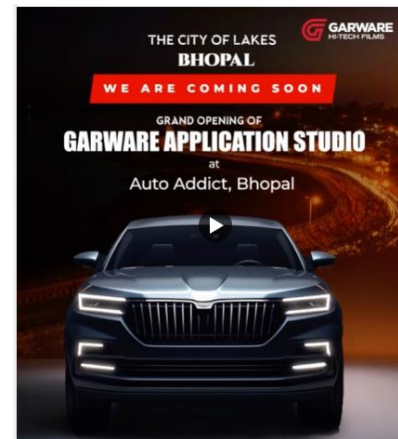 GARWARE
HI-TECH FILMS
THE CITY OF LAKES
BHOPAL
WE ARE COMING SOON
GRAND OPENING OF
GARWARE APPLICATION STUDIO
at
Auto Addict, Bhopal